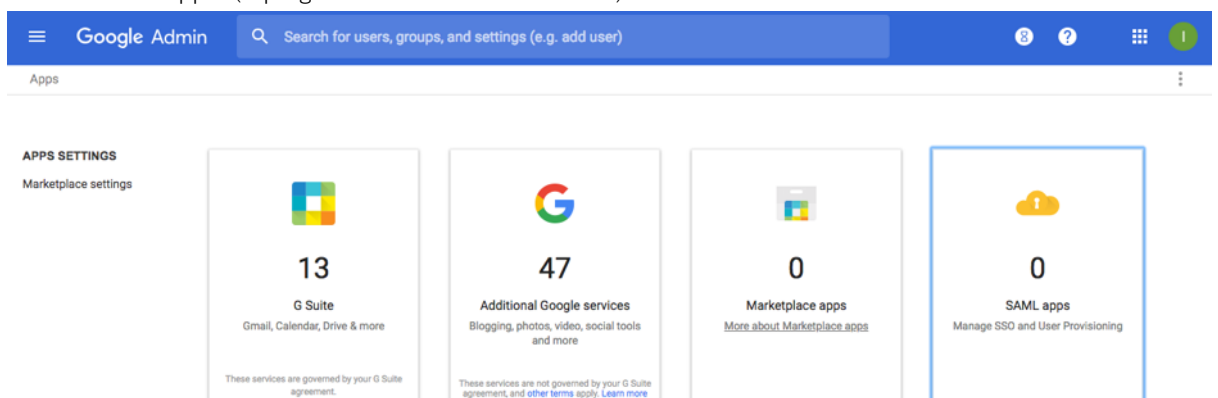 Google Admin
Search for users, groups, and settings (e.g. add user)
8
?
I
Apps
APPS SETTINGS
Marketplace settings
13
G Suite
Gmail, Calendar, Drive & more
These services are governed by your G Suite
agreement.
47
Additional Google services
Blogging, photos, video, social tools
and more
These services are not governed by your G Suite
agreement, and other terms apply. Learn more
0
Marketplace apps
More about Marketplace apps
0
SAML apps
Manage SSO and User Provisioning